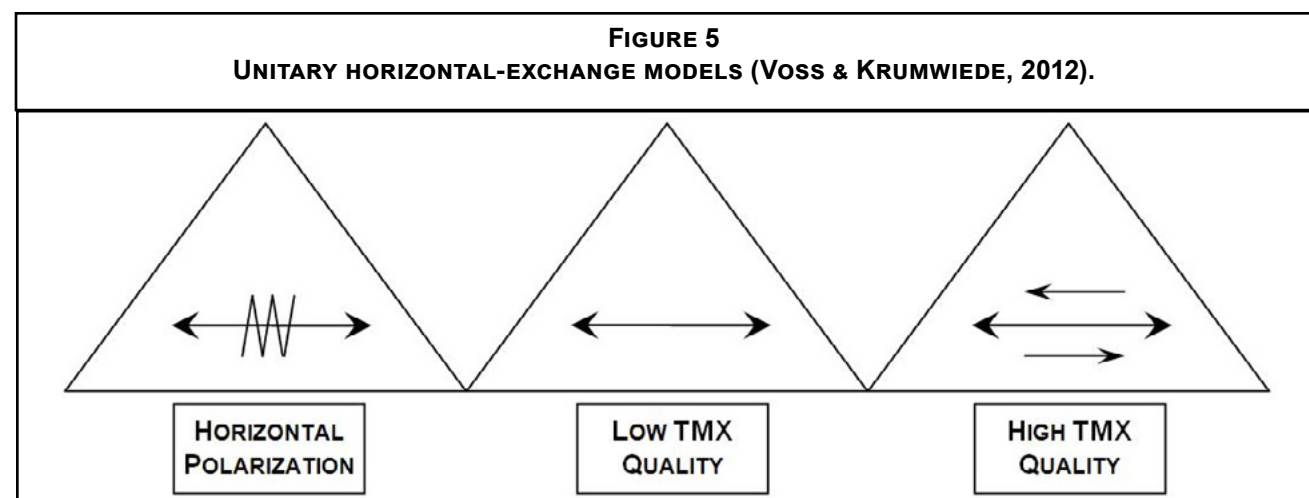 FIGURE 5
UNITARY HORIZONTAL-EXCHANGE MODELS (VOSS & KRUMWIEDE, 2012).
HORIZONTAL
POLARIZATION
LOW TMX
QUALITY
HIGH TMX
QUALITY